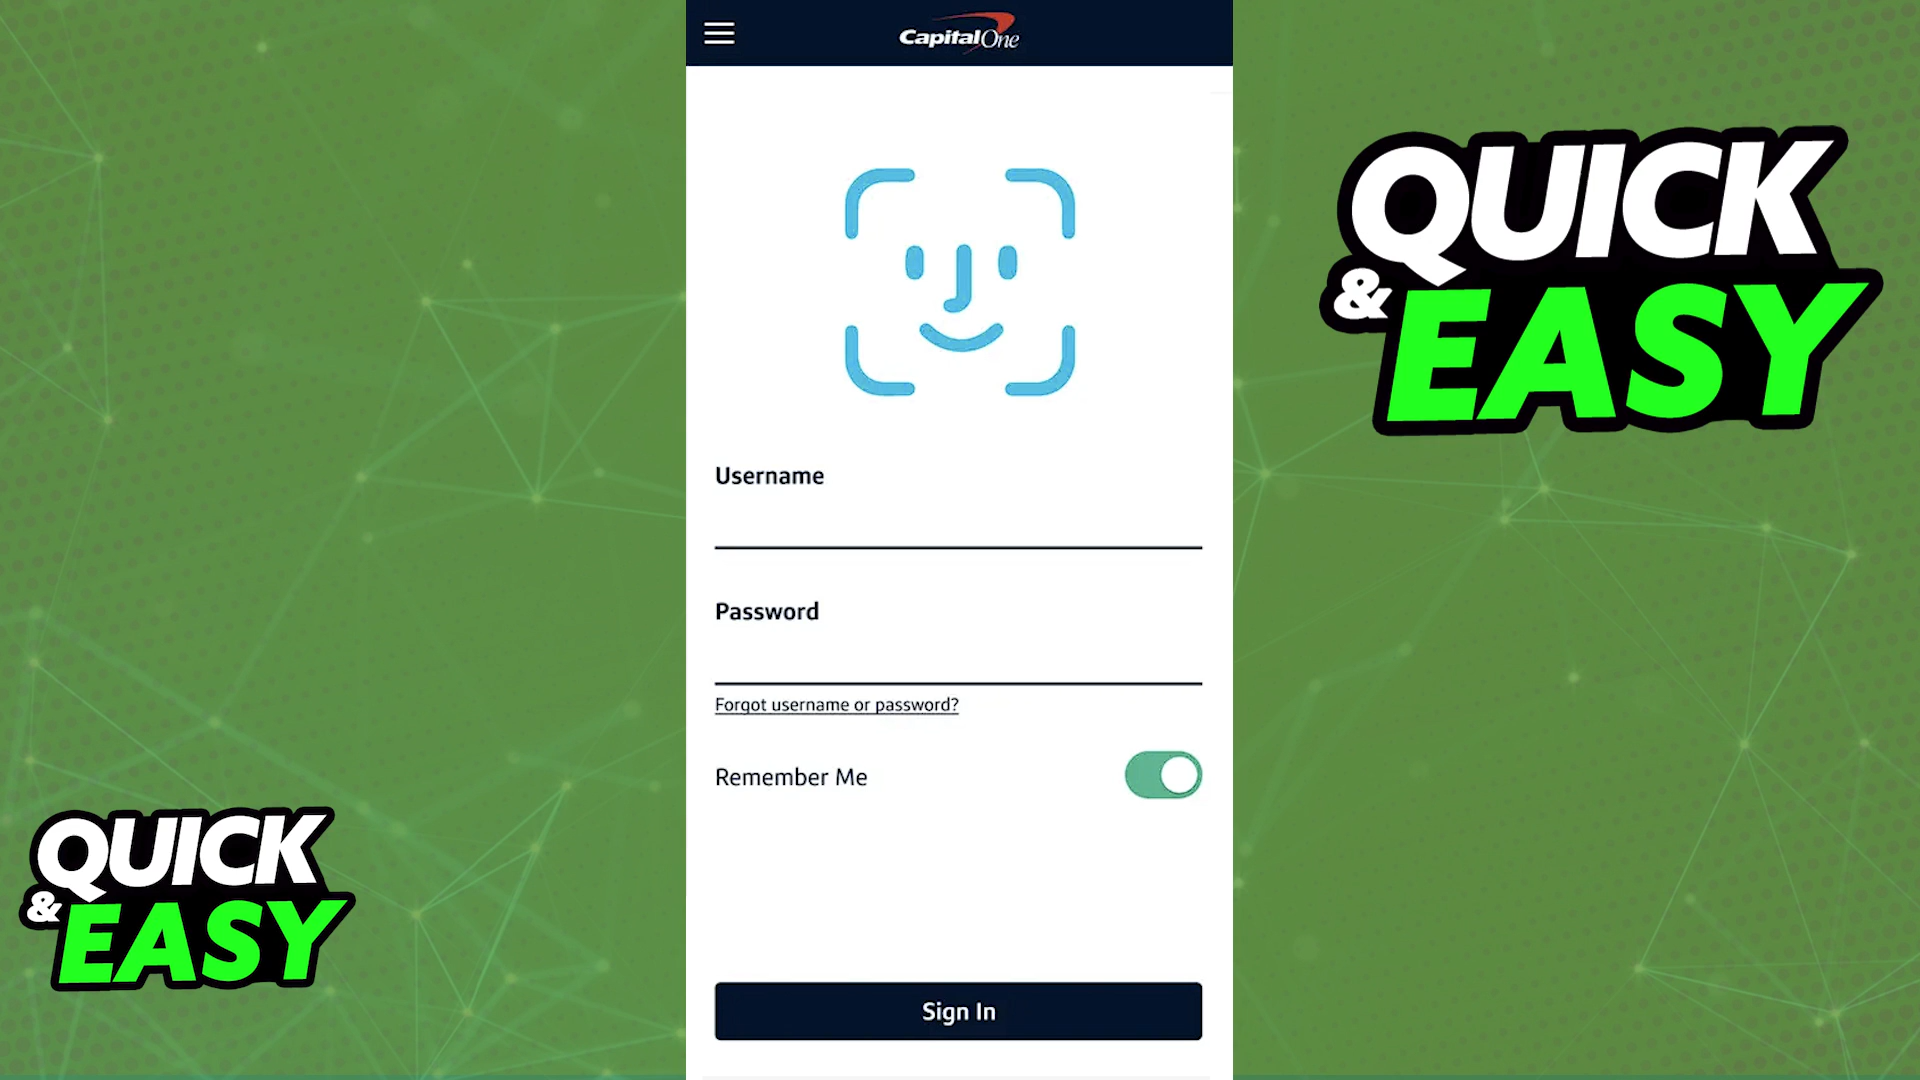 CapitalOne
QUICK
& EASY
Username
Password
Forgot username or password?
Remember Me
QUICK
& EASY
Sign In